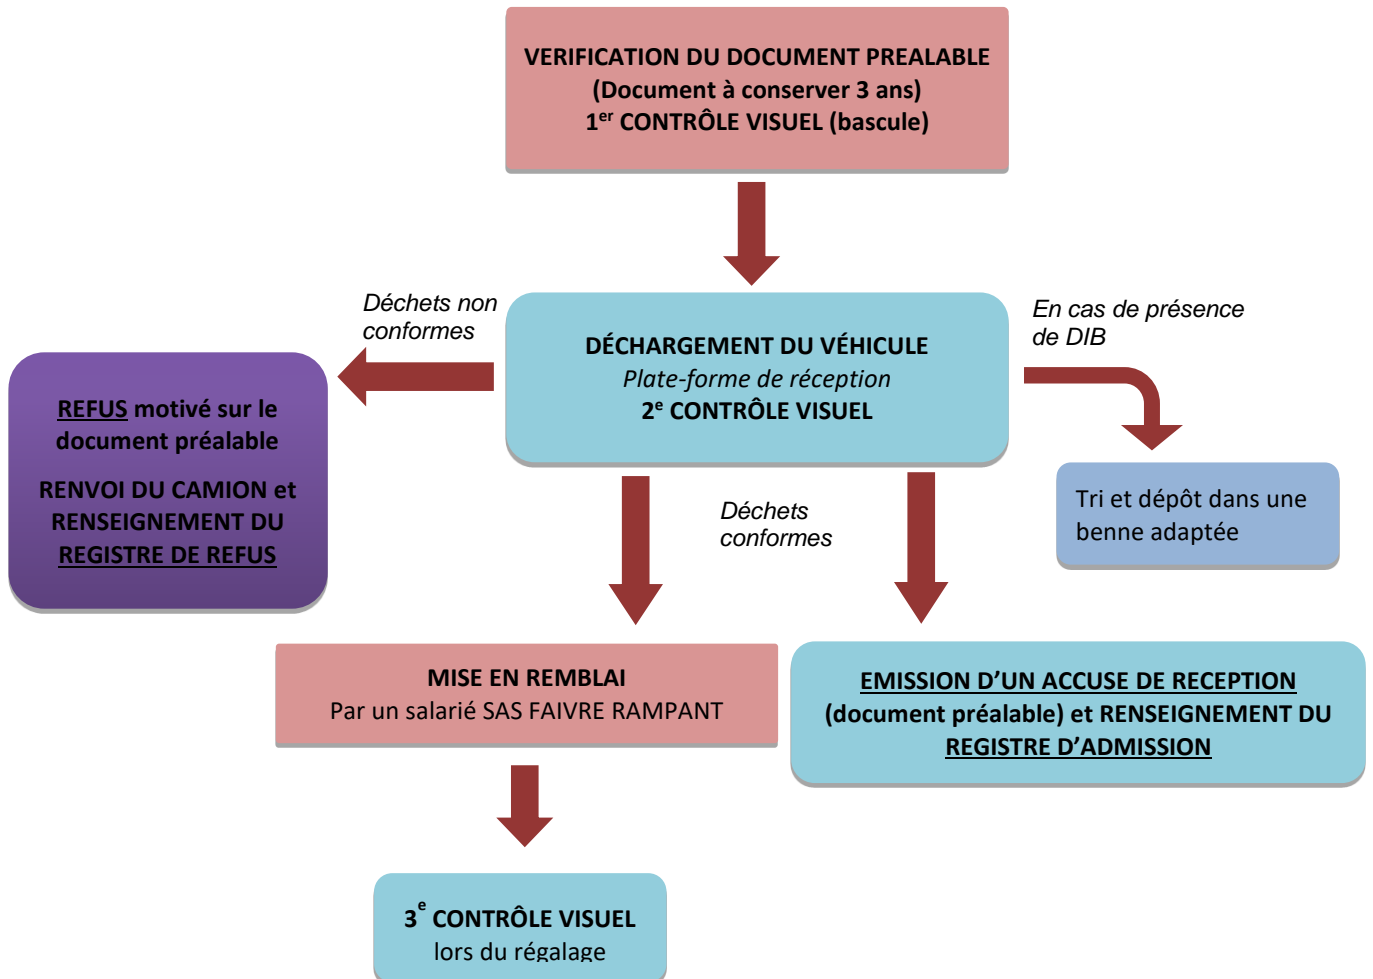 VERIFICATION DU DOCUMENT PREALABLE
(Document à conserver 3 ans)
1er CONTRÔLE VISUEL (bascule)
Déchets non
conformes
En cas de présence
de DIB
DÉCHARGEMENT DU VÉHICULE
Plate-forme de réception
2e CONTRÔLE VISUEL
REFUS motivé sur le
document préalable
RENVOI DU CAMION et
RENSEIGNEMENT DU
REGISTRE DE REFUS
Tri et dépôt dans une
benne adaptée
Déchets
conformes
MISE EN REMBLAI
Par un salarié SAS FAIVRE RAMPANT
EMISSION D’UN ACCUSE DE RECEPTION
(document préalable) et RENSEIGNEMENT DU
REGISTRE D’ADMISSION
3e CONTRÔLE VISUEL
lors du régalage